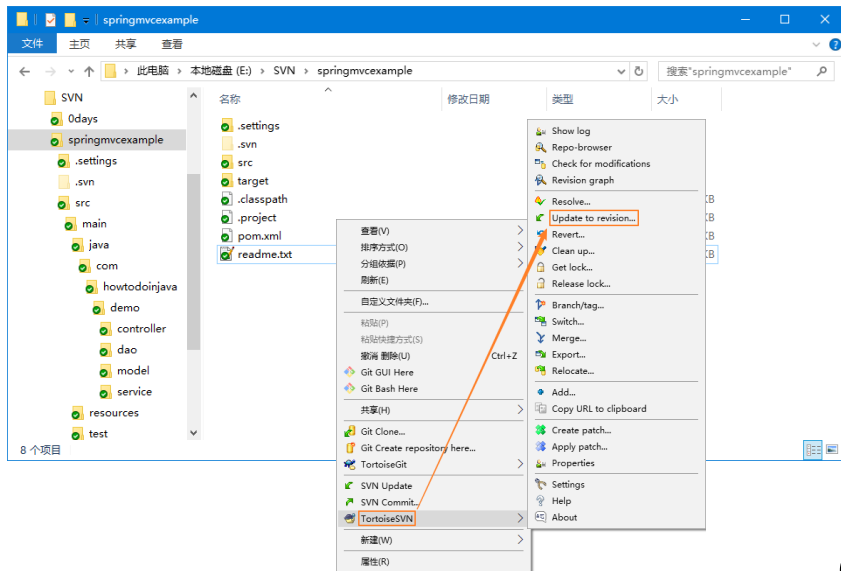 springmvcexample
文件 主页 共享 查看
此电脑 › 本地磁盘 (E:) › SVN › springmvcexample
搜索"springmvcexample"
SVN
0days
springmvcexample
.settings
.svn
src
main
java
com
howtodoinjava
demo
controller
dao
model
service
resources
test
名称 修改日期 类型 大小
.settings
.svn
src
target
.classpath
.project
pom.xml
readme.txt
KB
KB
KB
查看(V)
排序方式(O)
分组依据(P)
刷新(E)
自定义文件夹(F)...
粘贴(P)
粘贴快捷方式(S)
撤消 删除(U) Ctrl+Z
Git GUI Here
Git Bash Here
共享(H)
Git Clone...
Git Create repository here...
TortoiseGit
SVN Update
SVN Commit...
TortoiseSVN
新建(W)
属性(R)
Show log
Repo-browser
Check for modifications
Revision graph
Resolve...
Update to revision...
Revert...
Clean up...
Get lock...
Release lock...
Branch/tag...
Switch...
Merge...
Export...
Relocate...
Add...
Copy URL to clipboard
Create patch...
Apply patch...
Properties
Settings
Help
About
8 个项目